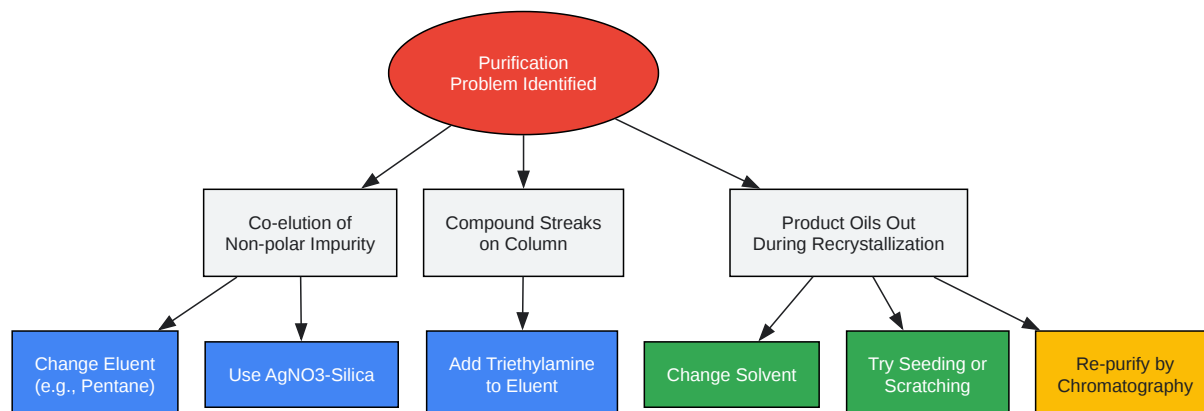 Purification
Problem Identified
Co-elution of
Non-polar Impurity
Compound Streaks
on Column
Product Oils Out
During Recrystallization
Change Eluent
(e.g., Pentane)
Use AgNO3-Silica
Add Triethylamine
to Eluent
Change Solvent
Try Seeding or
Scratching
Re-purify by
Chromatography